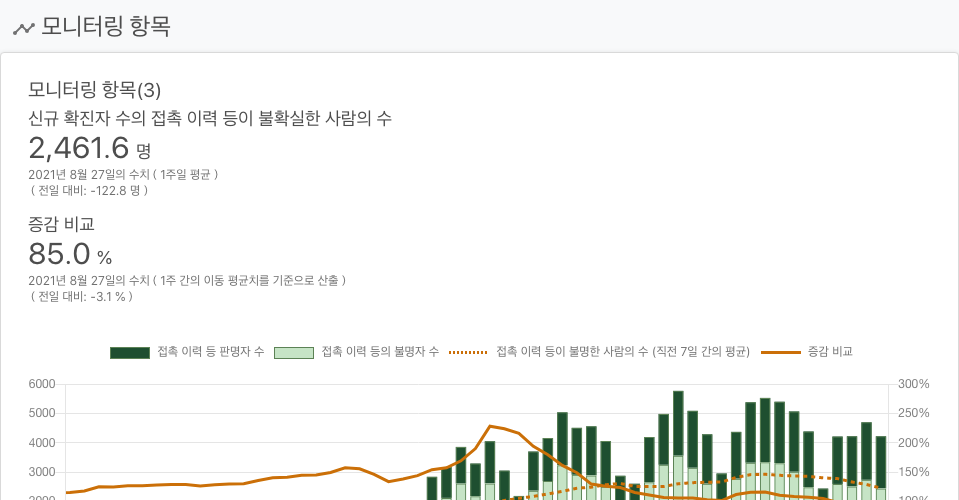 모니터링 항목
모니터링 항목(3)
신규 확진자 수의 접촉 이력 등이 불확실한 사람의 수
2,461.6 명
2021년 8월 27일의 수치 ( 1주일 평균 )
( 전일 대비: -122.8 명 )
증감 비교
85.0 %
2021년 8월 27일의 수치 ( 1주 간의 이동 평균치를 기준으로 산출 )
( 전일 대비: -3.1 % )
접촉 이력 등 판명자 수 접촉 이력 등의 불명자 수 접촉 이력 등이 불명한 사람의 수 (직전 7일 간의 평균) 증감 비교
6000 300%
5000 250%
4000 200%
3000 150%
2000 100%